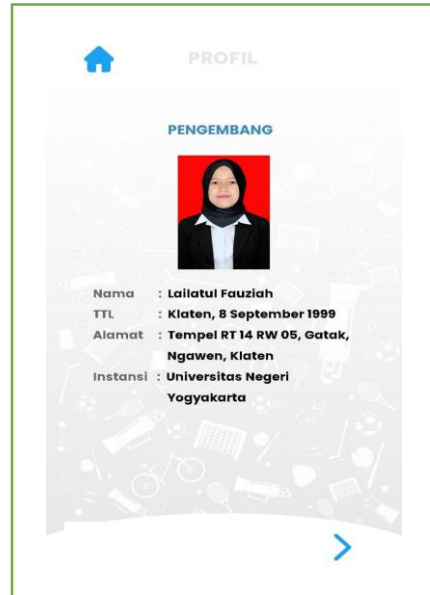 PROFIL
PENGEMBANG
Nama : Lailatul Fauziah
TTL : Klaten, 8 September 1999
Alamat : Tempel RT 14 RW 05, Gatak,
Ngawen, Klaten
Instansi : Universitas Negeri
Yogyakarta